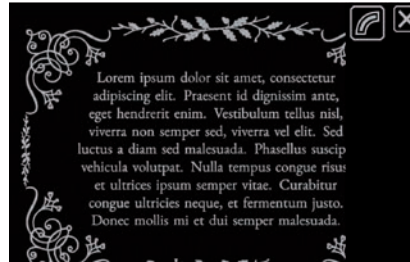 Lorem ipsum dolor sit amet, consectetur
adipiscing elit. Praesent id dignissim ante,
eget hendrerit enim. Vestibulum tellus nisl,
viverra non semper sed, viverra vel elit. Sed
luctus a diam sed malesuada. Phasellus suscip
vehicula volutpat. Nulla tempus congue risus
et ultrices ipsum semper vitae. Curabitur
congue ultricies neque, et fermentum justo.
Donec mollis mi et dui semper malesuada.